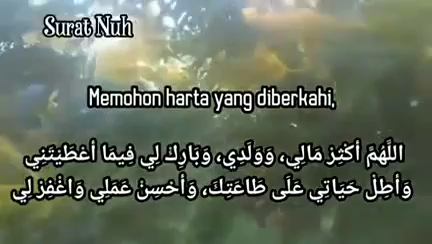 Surat Nuh
Memohon harta yang diberkahi,
اللَّهُمَّ أَكْثِرْ مَالِي، وَوَلَدِي، وَبَارِكْ لِي فِيمَا أَعْطَيْتَنِي
وَأَطِلْ حَيَاتِي عَلَى طَاعَتِكَ، وَأَحْسِنْ عَمَلِي وَاغْفِرْ لِي